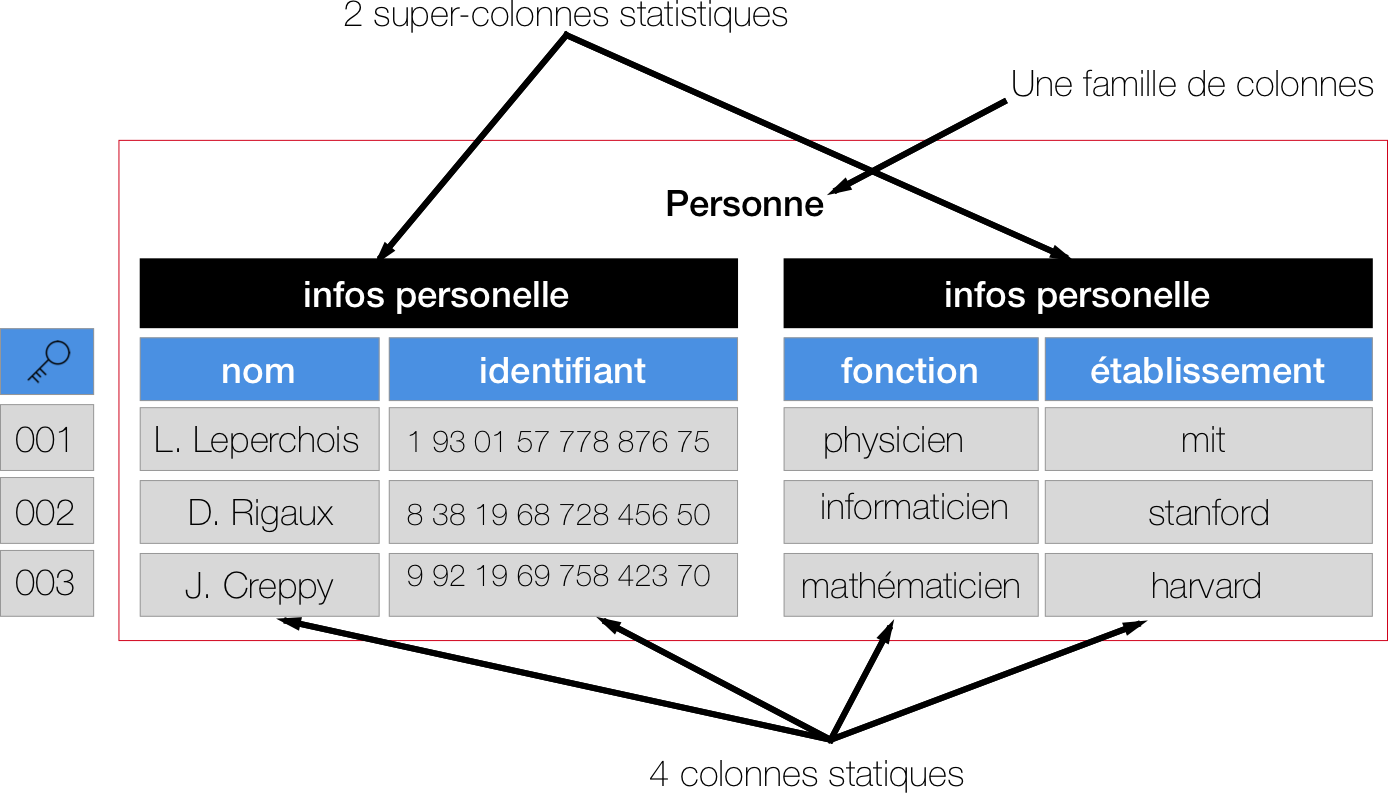 2 super-colonnes statistiques
Une famille de colonnes
Personne
infos personelle infos personelle
nom identifiant fonction établissement
001 L. Leperchois 1 93 01 57 778 876 75 physicien mit
002 D. Rigaux 8 38 19 68 728 456 50 informaticien stanford
003 J. Creppy 9 92 19 69 758 423 70 mathématicien harvard
4 colonnes statiques